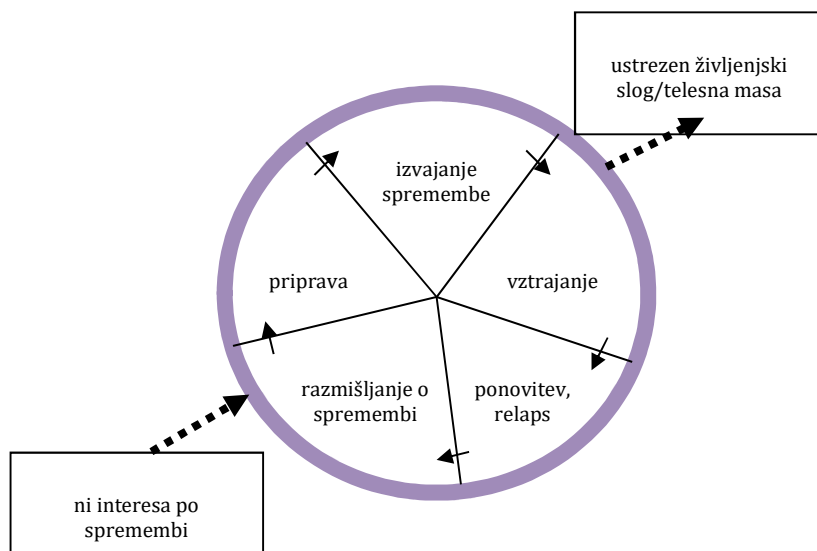 ustrezen življenjski
slog/telesna masa
izvajanje
spremembe
priprava
vztrajanje
razmišljanje o
spremembi
ponovitev,
relaps
ni interesa po
spremembi